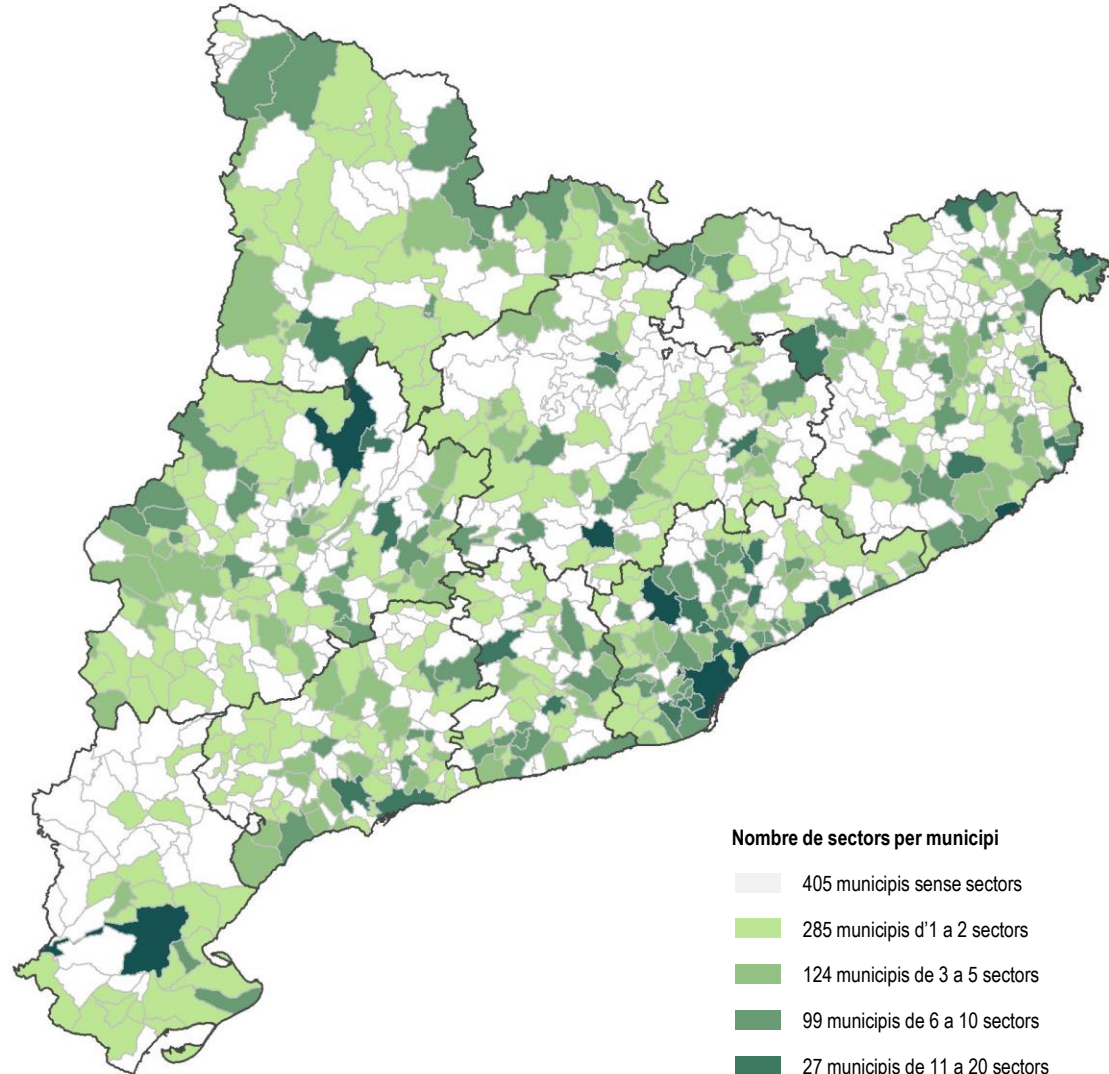 Nombre de sectors per municipi
405 municipis sense sectors
285 municipis d'1 a 2 sectors
124 municipis de 3 a 5 sectors
99 municipis de 6 a 10 sectors
27 municipis de 11 a 20 sectors